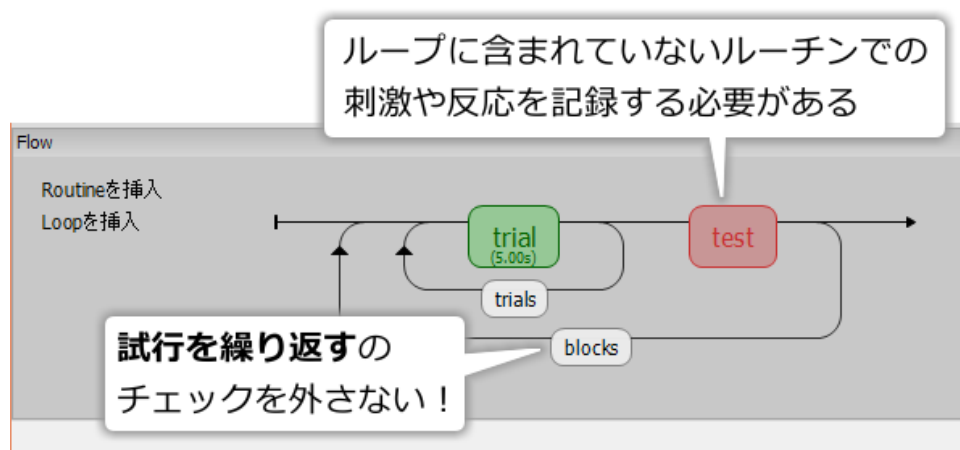 ループに含まれていないルーチンでの
刺激や反応を記録する必要がある
Flow
Routineを挿入
Loopを挿入
trial
(5.00s)
test
trials
blocks
試行を繰り返すの
チェックを外さない！